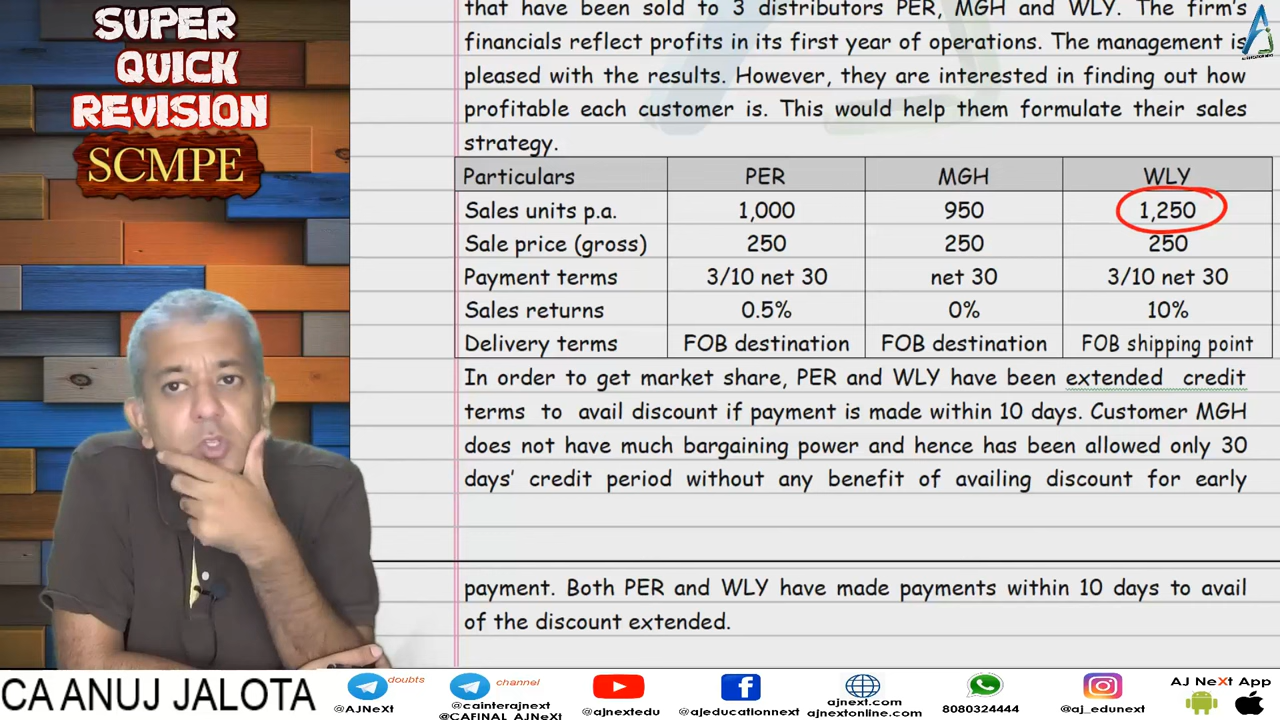 SUPER
QUICK
REVISION
SCMPE
that have been sold to 3 distributors PER, MGH and WLY. The firm's
financials reflect profits in its first year of operations. The management is
pleased with the results. However, they are interested in finding out how
profitable each customer is. This would help them formulate their sales
strategy.
Particulars PER MGH WLY
Sales units p.a. 1,000 950 1,250
Sale price (gross) 250 250 250
Payment terms 3/10 net 30 net 30 3/10 net 30
Sales returns 0.5% 0% 10%
Delivery terms FOB destination FOB destination FOB shipping point
In order to get market share, PER and WLY have been extended credit
terms to avail discount if payment is made within 10 days. Customer MGH
does not have much bargaining power and hence has been allowed only 30
days' credit period without any benefit of availing discount for early
payment. Both PER and WLY have made payments within 10 days to avail
of the discount extended.
CA ANUJ JALOTA
doubts
@AJNeXt
channel
@cainterajnext
@CAFINAL_AJNeXt
@ajnextedu
@ajeducationnext
ajnext.com
ajnextonline.com
8080324444
@aj_edunext
AJ NeXt App